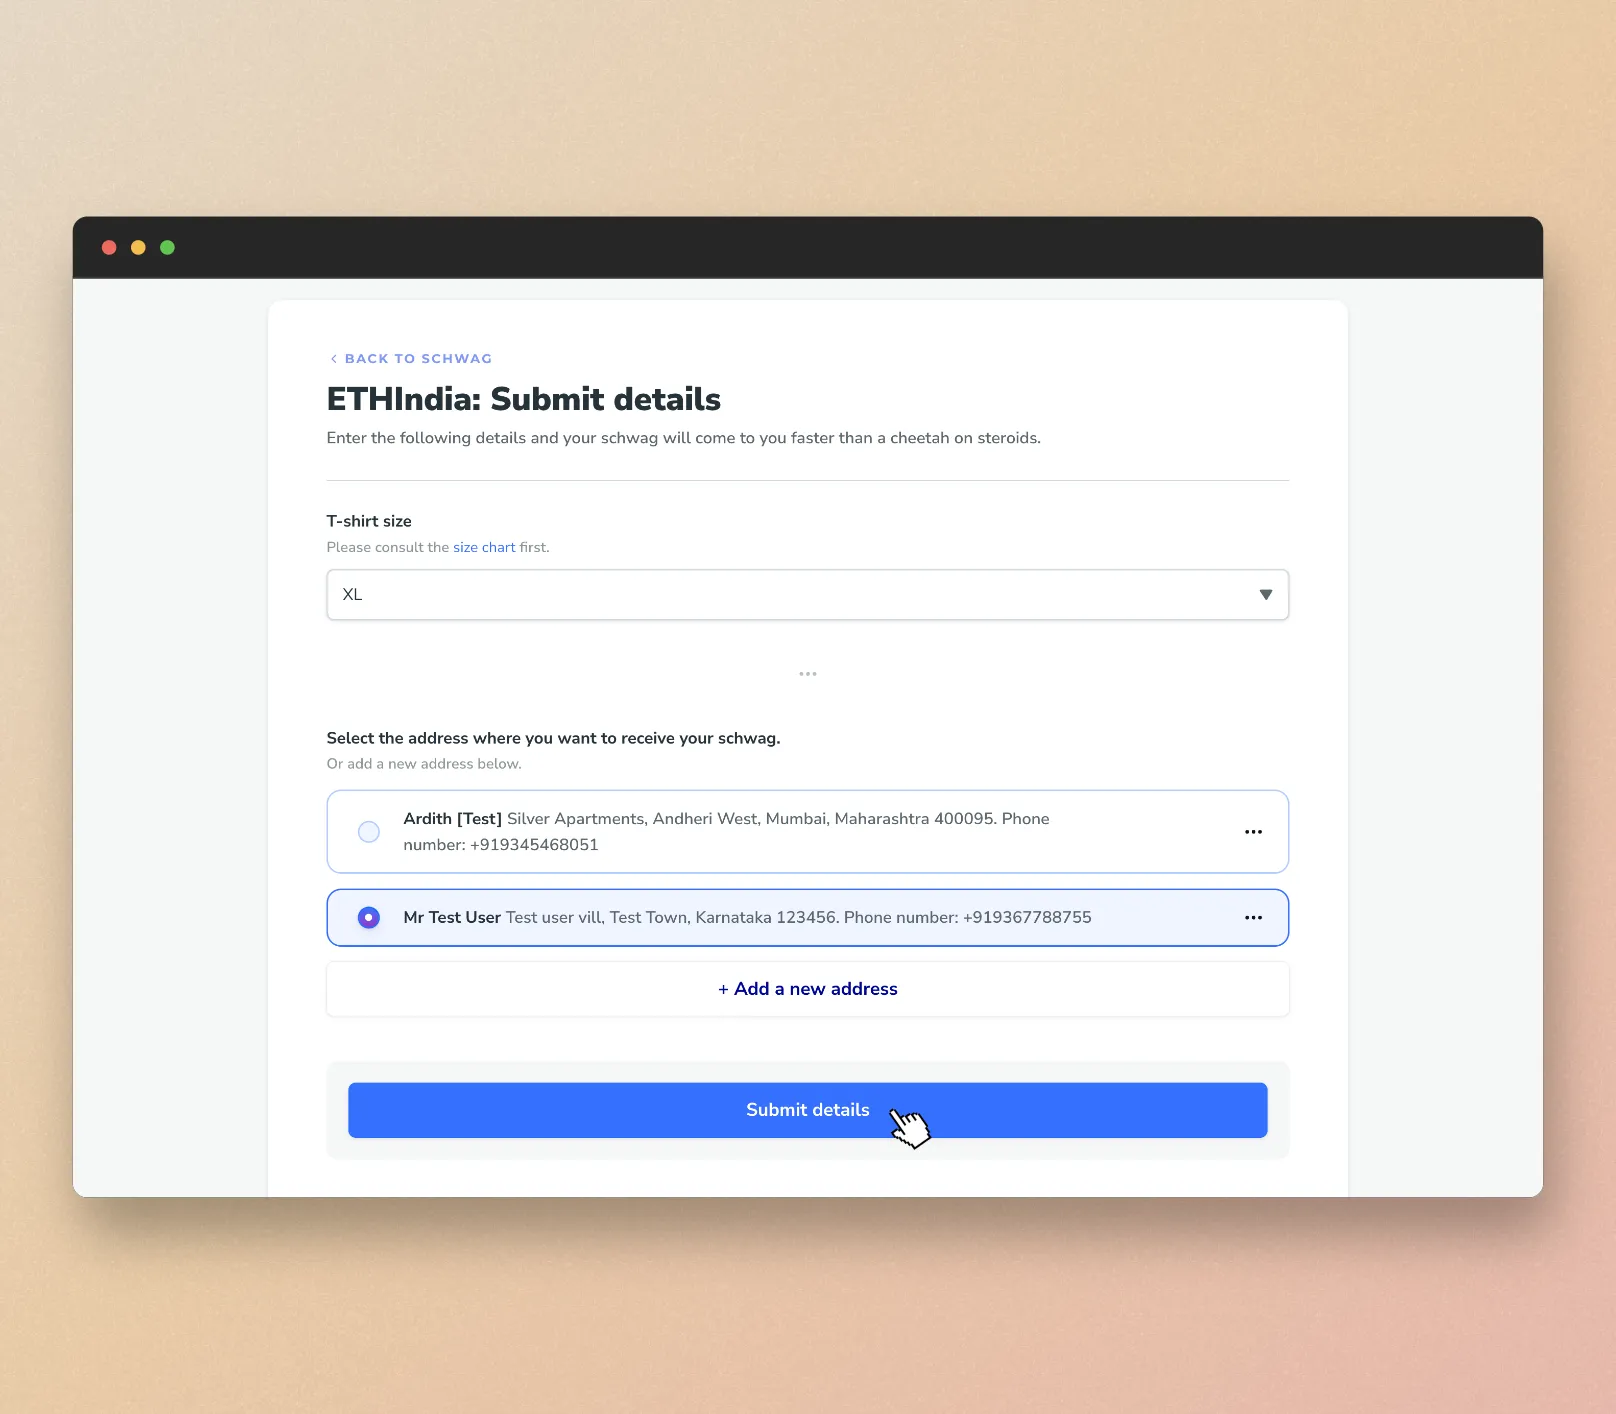 BACK TO SCHWAG
ETHIndia: Submit details
Enter the following details and your schwag will come to you faster than a cheetah on steroids.
T-shirt size
Please consult the size chart first.
XL
Select the address where you want to receive your schwag.
Or add a new address below.
Ardith [Test] Silver Apartments, Andheri West, Mumbai, Maharashtra 400095. Phone
number: +919345468051
Mr Test User Test user vill, Test Town, Karnataka 123456. Phone number: +919367788755
+ Add a new address
Submit details